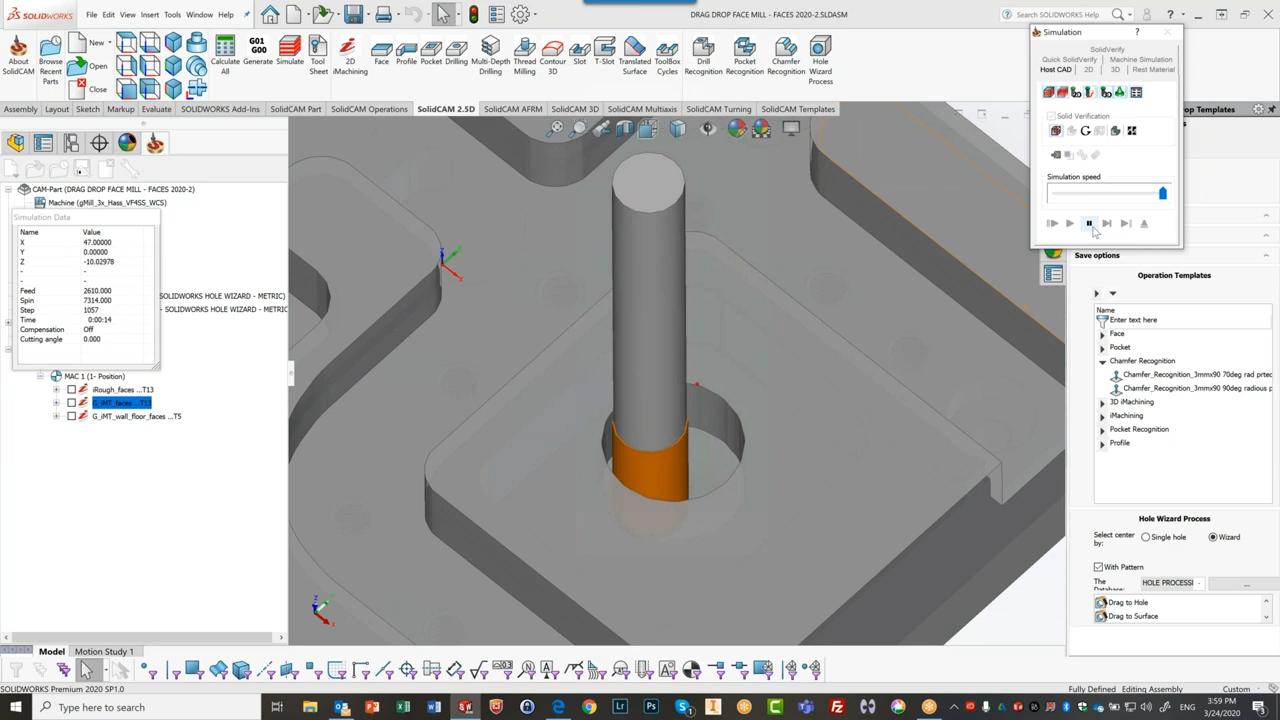 SOLIDWORKS
File Edit View Insert Tools Window Help
DRAG DROP FACE MILL - FACES 2020-2.SLDASM
Search SOLIDWORKS Help
About SolidCAM
Browse Recent Parts
New
Open
Close
G01 G00
Calculate All
Generate
Simulate
Tool Sheet
2D iMachining
Face
Profile
Pocket
Drilling
Multi-Depth Drilling
Thread Milling
Contour 3D
Slot
T-Slot
Translated Surface
ToolBox Cycles
Drill Recognition
Pocket Recognition
Chamfer Recognition
Hole Wizard Process
Assembly Layout Sketch Markup Evaluate SOLIDWORKS Add-Ins SolidCAM Part SolidCAM Operations SolidCAM 2.5D SolidCAM AFRM SolidCAM 3D SolidCAM Multiaxis SolidCAM Turning SolidCAM Templates
Simulation
SolidVerify
Quick SolidVerify Machine Simulation
Host CAD 2D 3D Rest Material
Solid Verification
Simulation speed
CAM-Part (DRAG DROP FACE MILL - FACES 2020-2)
Machine (gMill_3x_Hass_VF4SS_WCS)
Simulation Data
Name Value
X 47.00000
Y 0.00000
Z -10.02978
-
-
Feed 2610.000
Spin 7314.000
Step 1057
Time 0:00:14
Compensation Off
Cutting angle 0.000
SOLIDWORKS HOLE WIZARD - METRIC)
SOLIDWORKS HOLE WIZARD - METRIC)
MAC 1 (1- Position)
iRough_faces ...T13
G_iMT_faces ...T13
G_iMT_wall_floor_faces ...T5
op Templates
Save options
Operation Templates
Name
Enter text here
Face
Pocket
Chamfer Recognition
Chamfer_Recognition_3mmx90 70deg rad prtec
Chamfer_Recognition_3mmx90 90deg radious p
3D iMachining
iMachining
Pocket Recognition
Profile
Hole Wizard Process
Select center by: Single hole Wizard
With Pattern
The Database: HOLE PROCESSI ...
Drag to Hole
Drag to Surface
Model Motion Study 1
SOLIDWORKS Premium 2020 SP1.0
Fully Defined Editing Assembly Custom
Type here to search
3:59 PM
3/24/2020